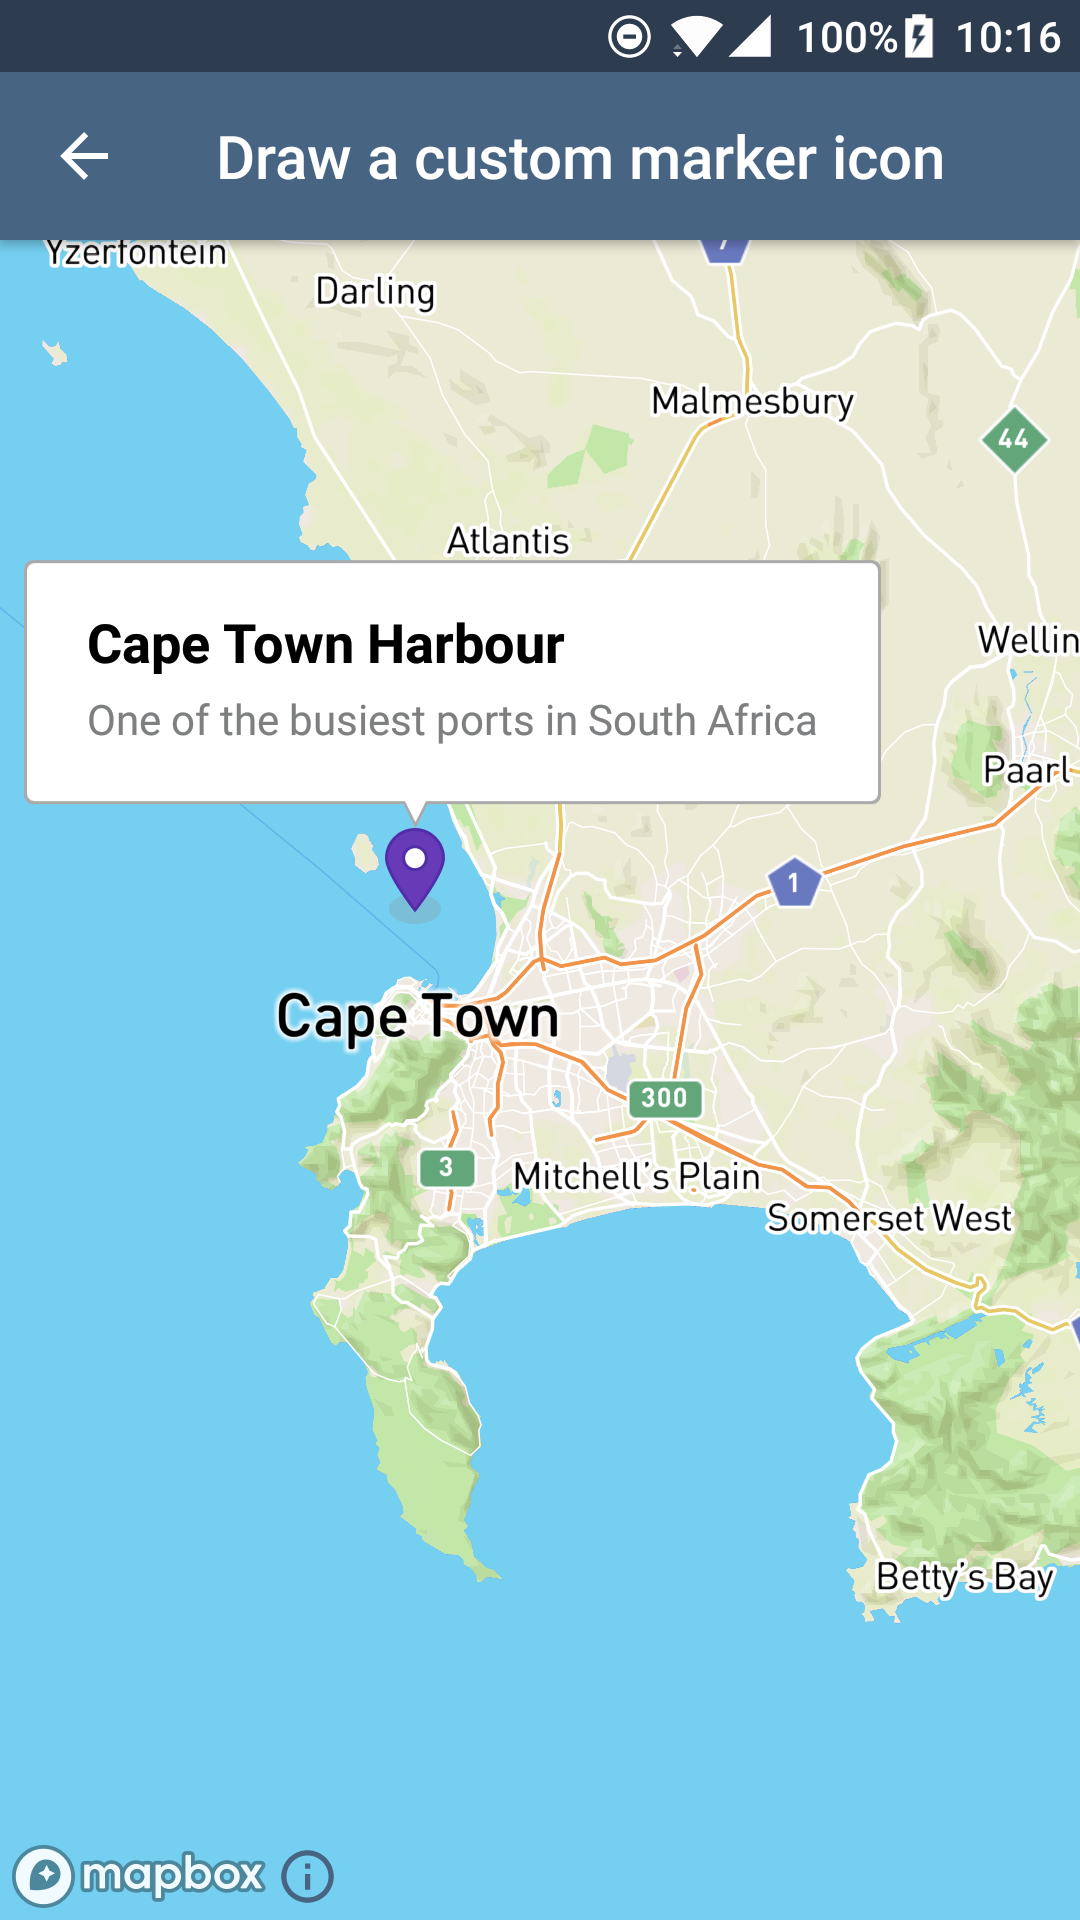 100% 10:16
Draw a custom marker icon
Yzerfontein
7
Darling
Malmesbury
44
Atlantis
Cape Town Harbour
One of the busiest ports in South Africa
Wellin
Paarl
1
Cape Town
300
3
Mitchell's Plain
Somerset West
Betty's Bay
mapbox